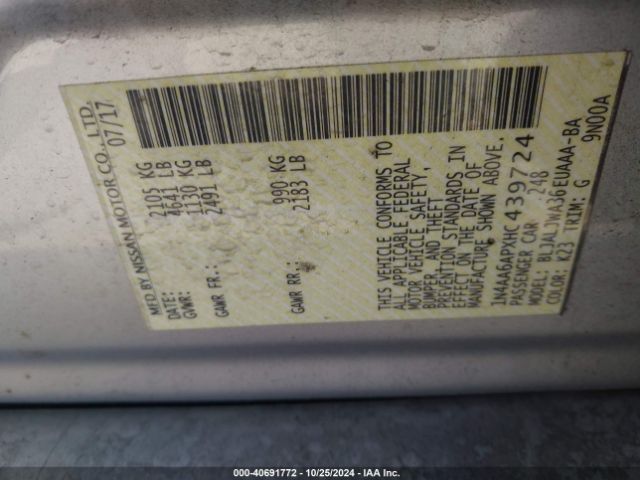 MFD BY NISSAN MOTOR CO., LTD.
DATE: 07/17
GVWR: 2105 KG
4641 LB
GAWR FR.: 1130 KG
2491 LB
GAWR RR.: 990 KG
2183 LB
THIS VEHICLE CONFORMS TO
ALL APPLICABLE FEDERAL
MOTOR VEHICLE SAFETY,
BUMPER, AND THEFT
PREVENTION STANDARDS IN
EFFECT ON THE DATE OF
MANUFACTURE SHOWN ABOVE.
1N4AA6APXHC439724
PASSENGER CAR 248
MODEL: BLJALJWA36EUAAA-BA
COLOR: K23 TRIM: G 9N00A
000-40691772 - 10/25/2024 - IAA Inc.